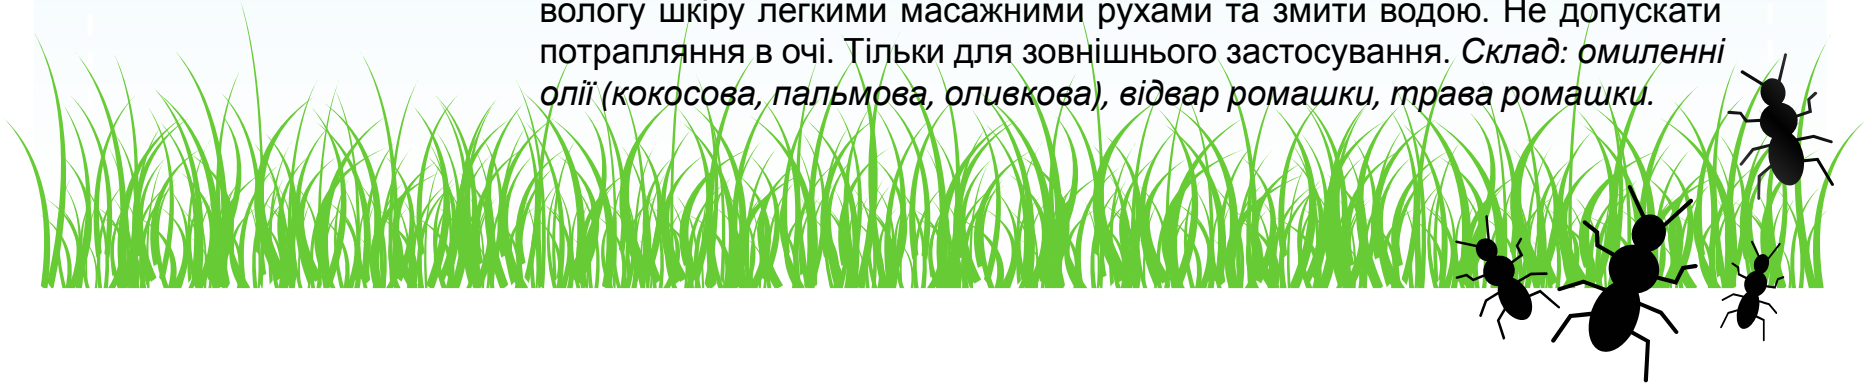 вологу шкіру легкими масажними рухами та змити водою. Не допускати
потрапляння в очі. Тільки для зовнішнього застосування. Склад: омиленні
олії (кокосова, пальмова, оливкова), відвар ромашки, трава ромашки.